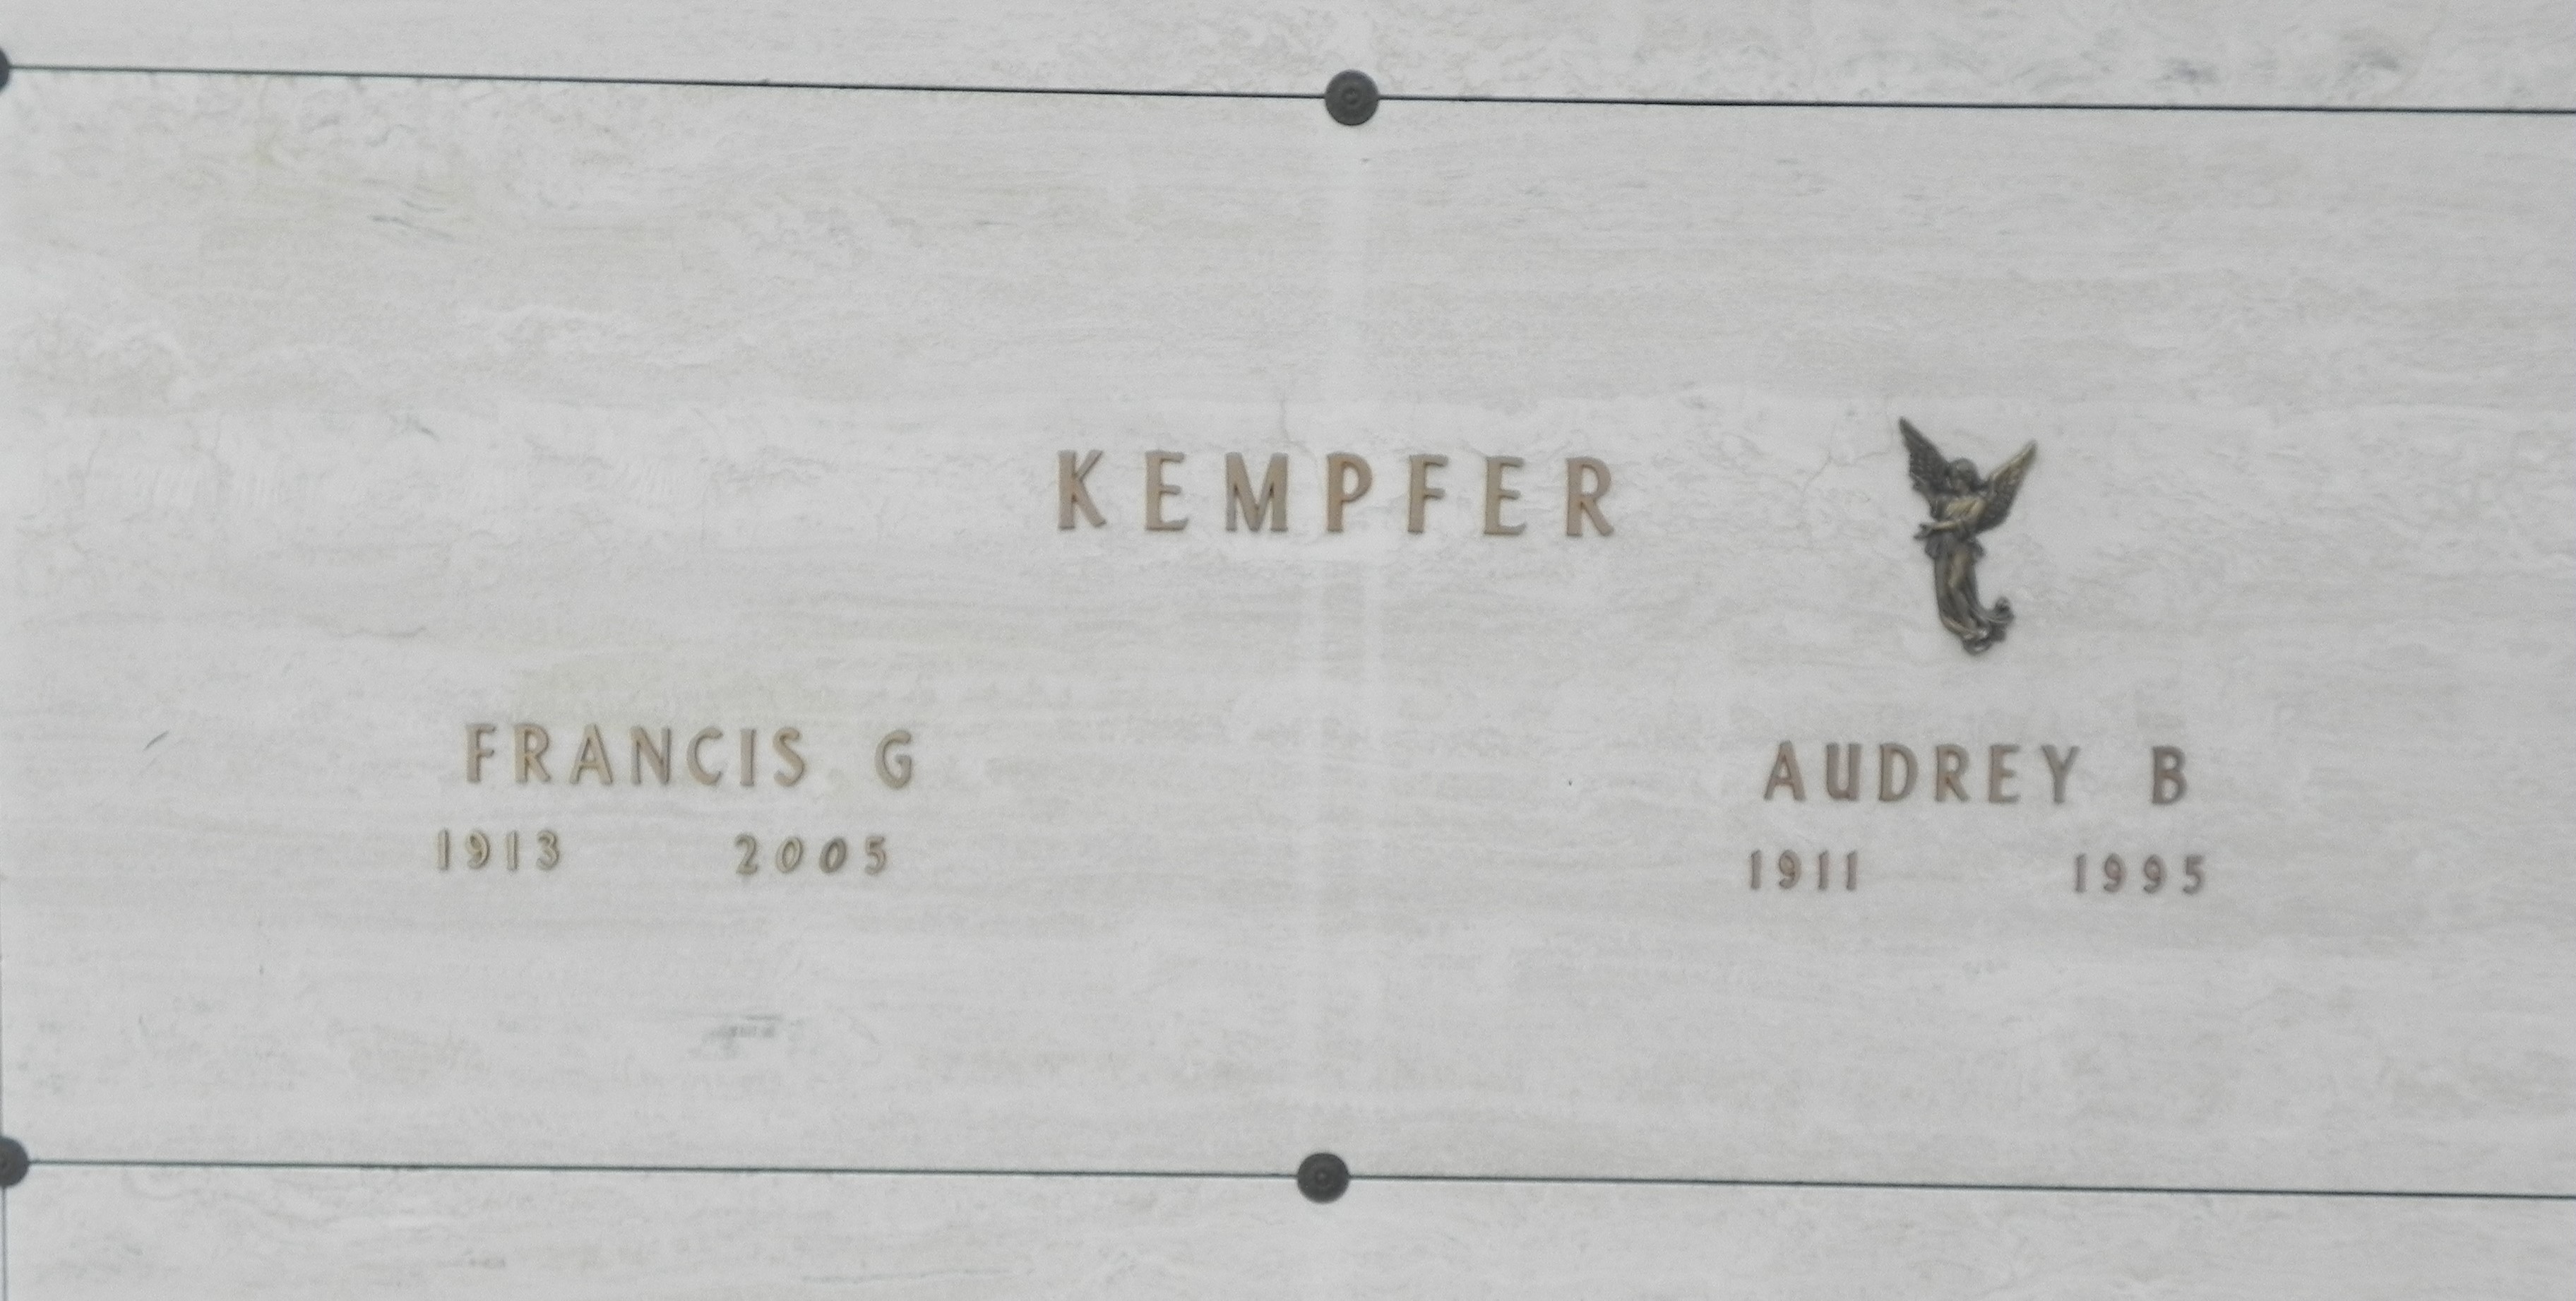 KEMPFER
FRANCIS G
1913 2005
AUDREY B
1911 1995